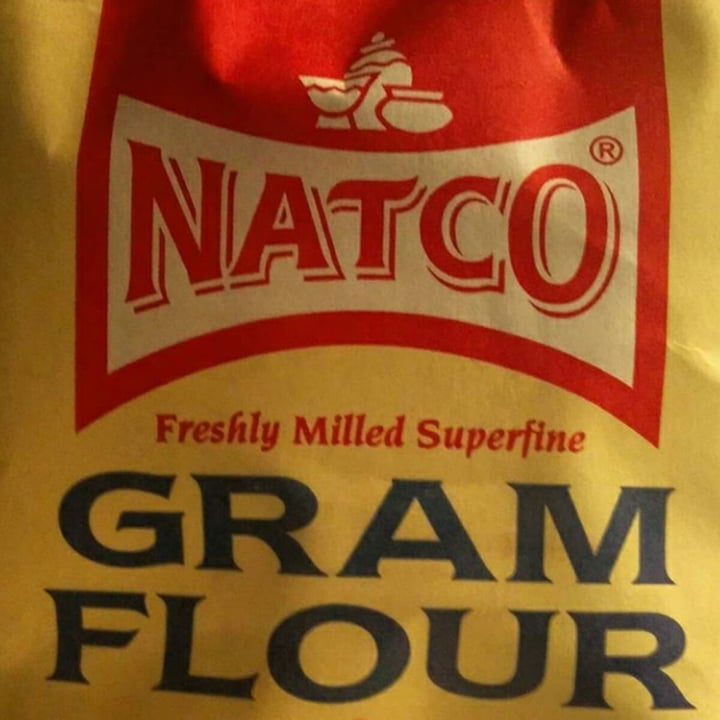 NATCO®
Freshly Milled Superfine
GRAM
FLOUR